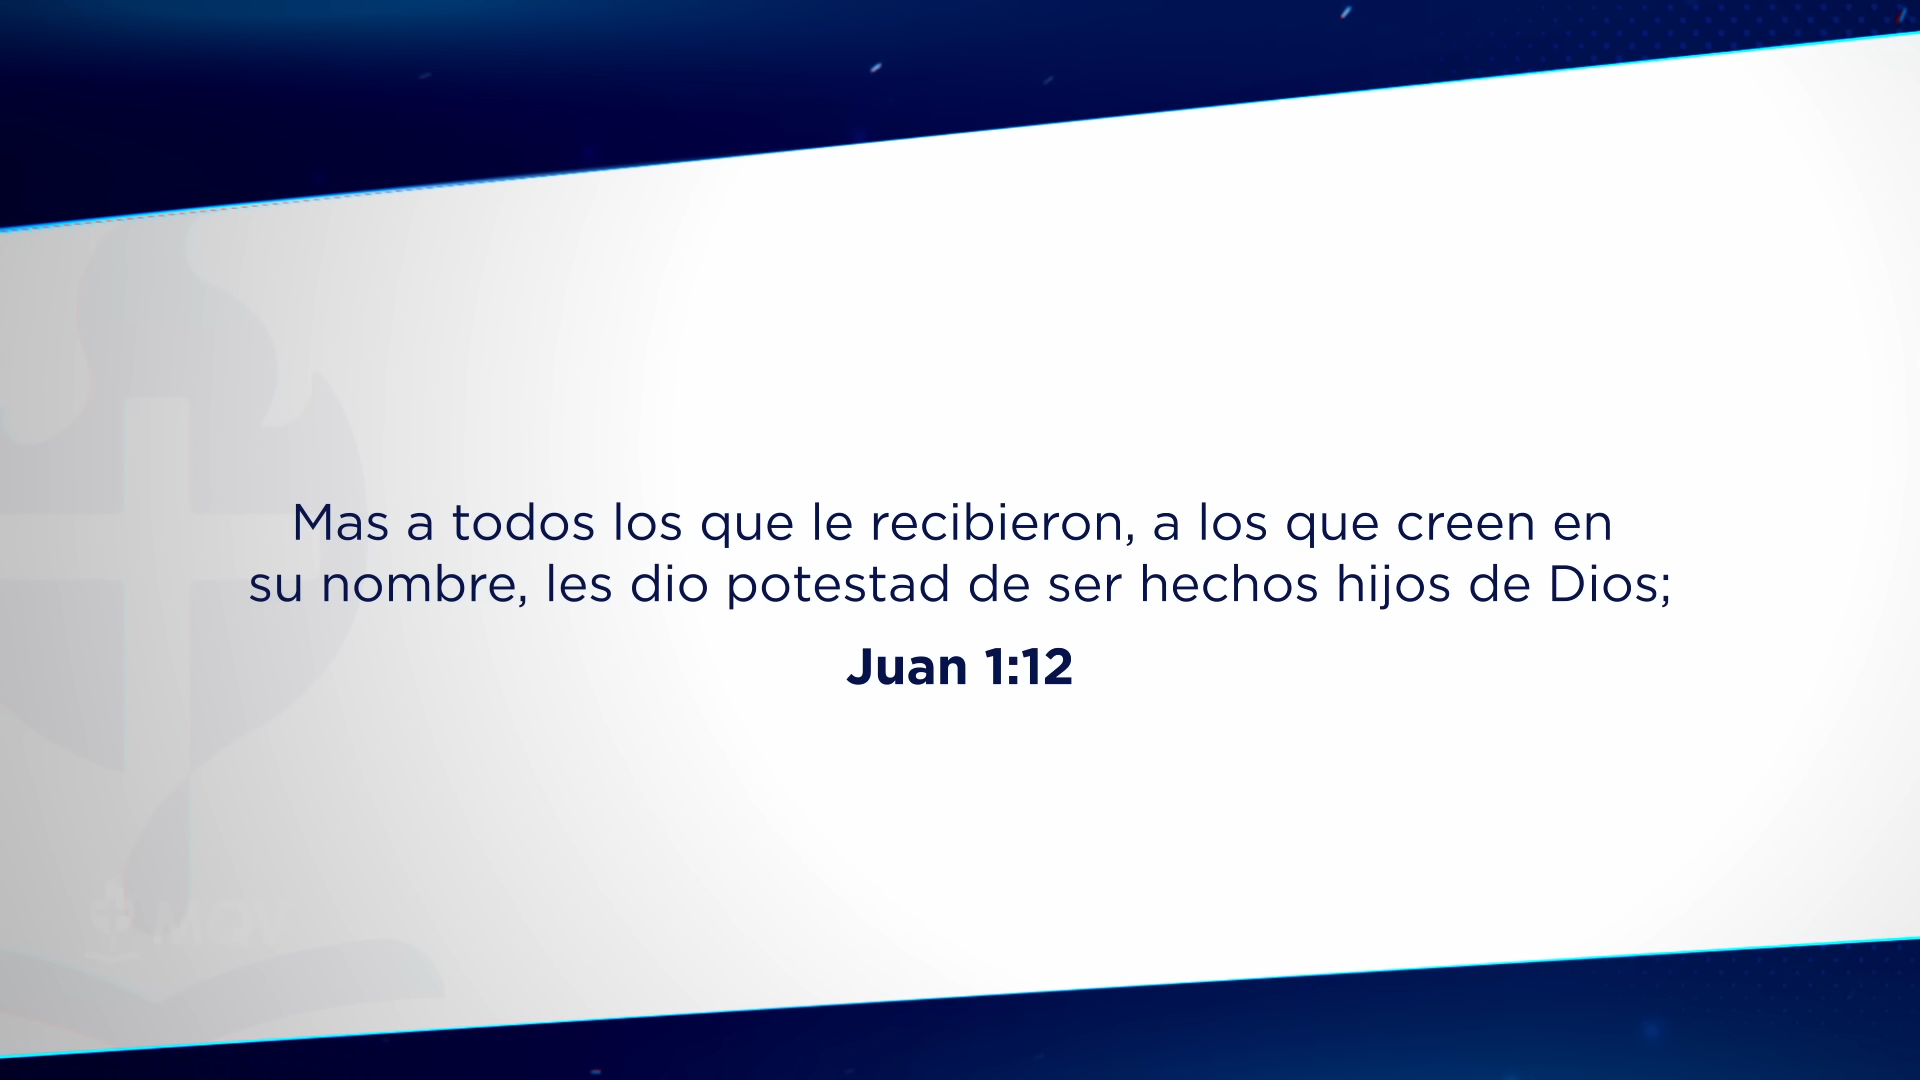 Mas a todos los que le recibieron, a los que creen en
su nombre, les dio potestad de ser hechos hijos de Dios;
Juan 1:12
MQV